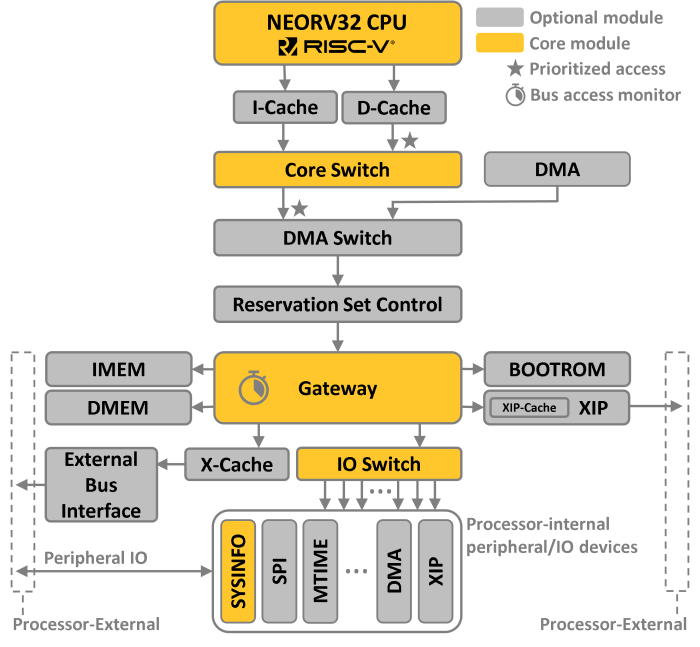 NEORV32 CPU
RISC-V®
Optional module
Core module
Prioritized access
Bus access monitor
I-Cache
D-Cache
Core Switch
DMA
DMA Switch
Reservation Set Control
IMEM
Gateway
BOOTROM
DMEM
XIP-Cache
XIP
External
Bus
Interface
X-Cache
IO Switch
...
Processor-internal
peripheral/IO devices
Peripheral IO
SYSINFO
SPI
MTIME
...
DMA
XIP
Processor-External
Processor-External